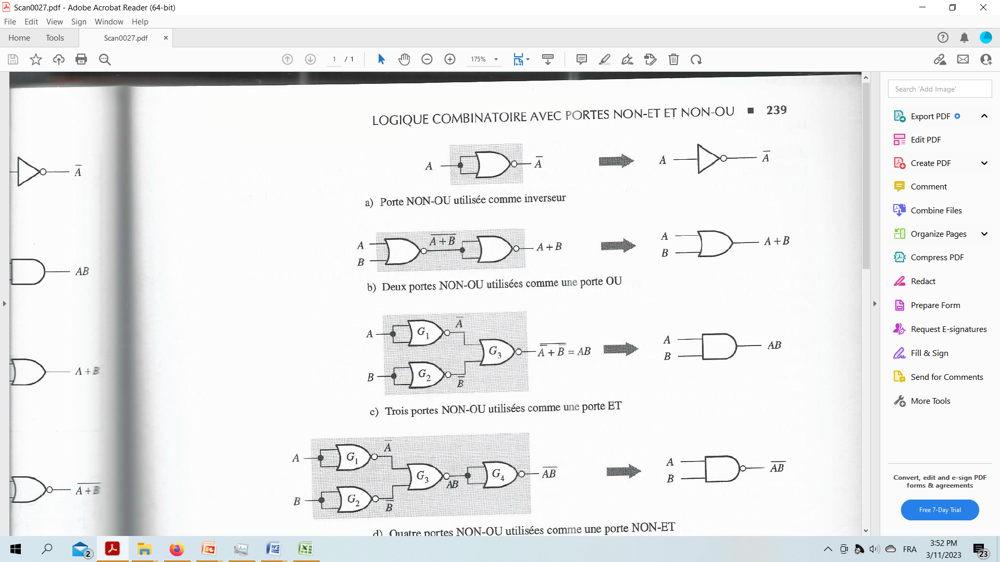 Scan0027.pdf - Adobe Acrobat Reader (64-bit)
File Edit View Sign Window Help
Home Tools Scan0027.pdf ×
1 / 1 175%
LOGIQUE COMBINATOIRE AVEC PORTES NON-ET ET NON-OU ■ 239
A A̅ A A̅
a) Porte NON-OU utilisée comme inverseur
A B A̅+̅B̅ A + B A B A + B
b) Deux portes NON-OU utilisées comme une porte OU
A G₁ A̅
B G₂ B̅
G₃ \overline{A̅ + B̅} = AB
A B AB
c) Trois portes NON-OU utilisées comme une porte ET
A G₁ A̅
B G₂ B̅
G₃ AB G₄ A̅B̅
A B A̅B̅
d) Quatre portes NON-OU utilisées comme une porte NON-ET
A̅
AB
A + B
A̅+̅B̅
Search 'Add Image'
Export PDF
Edit PDF
Create PDF
Comment
Combine Files
Organize Pages
Compress PDF
Redact
Prepare Form
Request E-signatures
Fill & Sign
Send for Comments
More Tools
Convert, edit and e-sign PDF
forms & agreements
Free 7-Day Trial
2
FRA
3:52 PM
3/11/2023
23